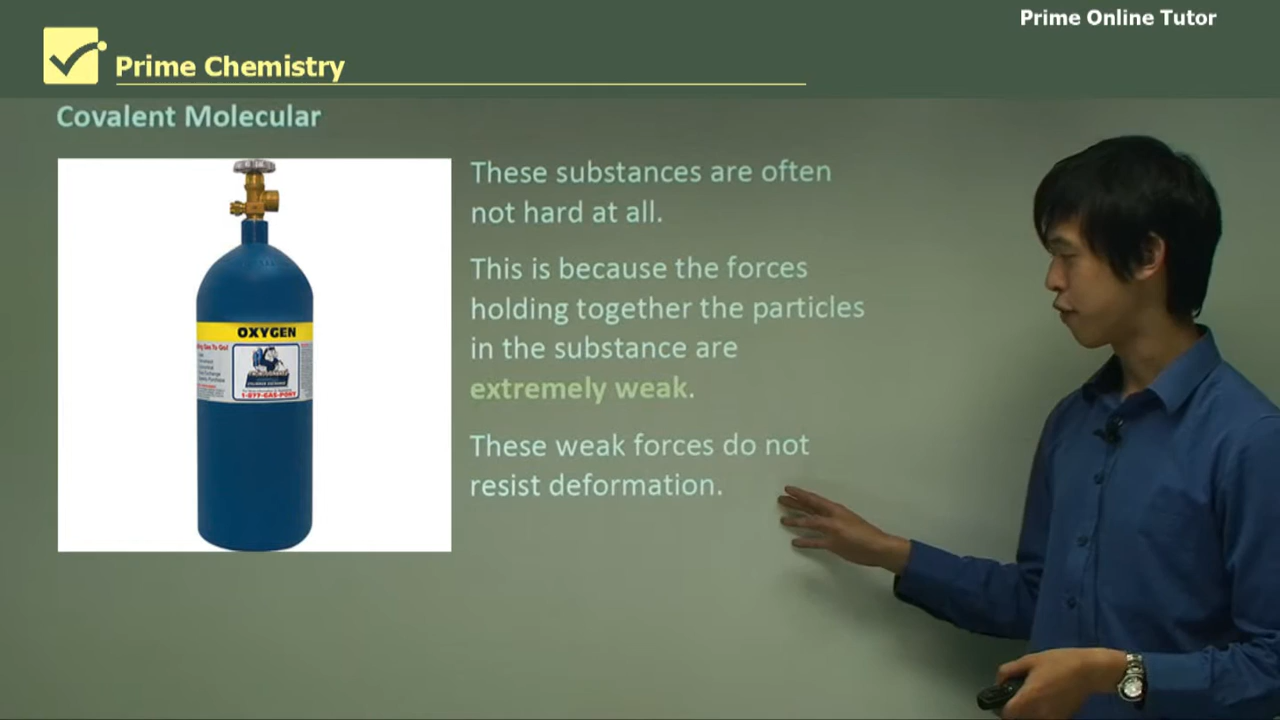 Prime Online Tutor
Prime Chemistry
Covalent Molecular
These substances are often
not hard at all.
This is because the forces
holding together the particles
in the substance are
extremely weak.
These weak forces do not
resist deformation.
OXYGEN
1-877-GAS-PONY